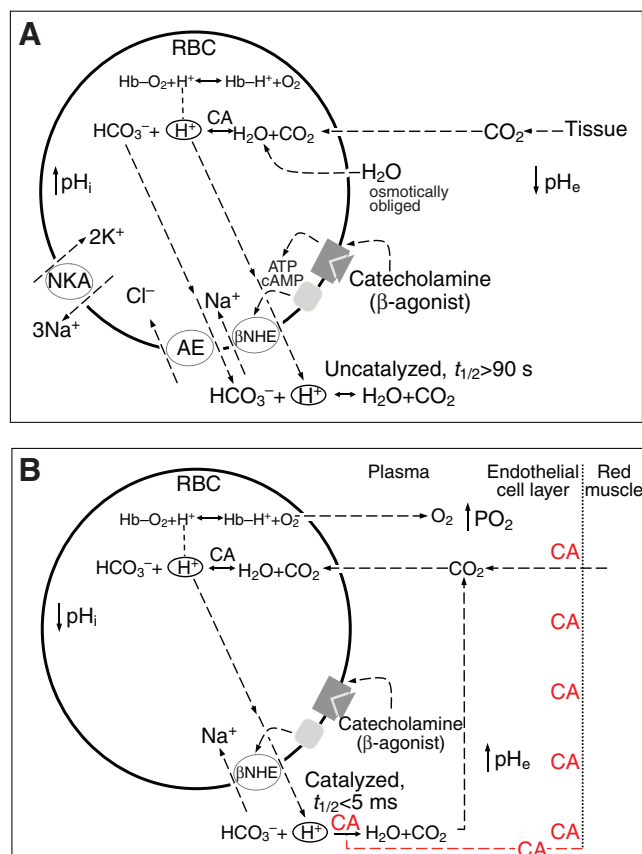 A
RBC
Hb–O₂+H⁺ ↔ Hb–H⁺+O₂
HCO₃⁻+ H⁺ CA ↔ H₂O+CO₂
CO₂
Tissue
H₂O
osmotically
obliged
↑pHᵢ
↓pHₑ
2K⁺
NKA
3Na⁺
Cl⁻
AE
Na⁺
βNHE
ATP
cAMP
Catecholamine
(β-agonist)
Uncatalyzed, t₁/₂>90 s
HCO₃⁻+ H⁺ ↔ H₂O+CO₂
B
Plasma
Endothelial
cell layer
Red
muscle
RBC
Hb–O₂+H⁺ ↔ Hb–H⁺+O₂
O₂
↑PO₂
HCO₃⁻+ H⁺ CA ↔ H₂O+CO₂
CO₂
CA
CA
CA
CA
CA
↓pHᵢ
↑pHₑ
Catecholamine
(β-agonist)
Na⁺
βNHE
Catalyzed,
t₁/₂<5 ms
HCO₃⁻+ H⁺ CA → H₂O+CO₂
CA